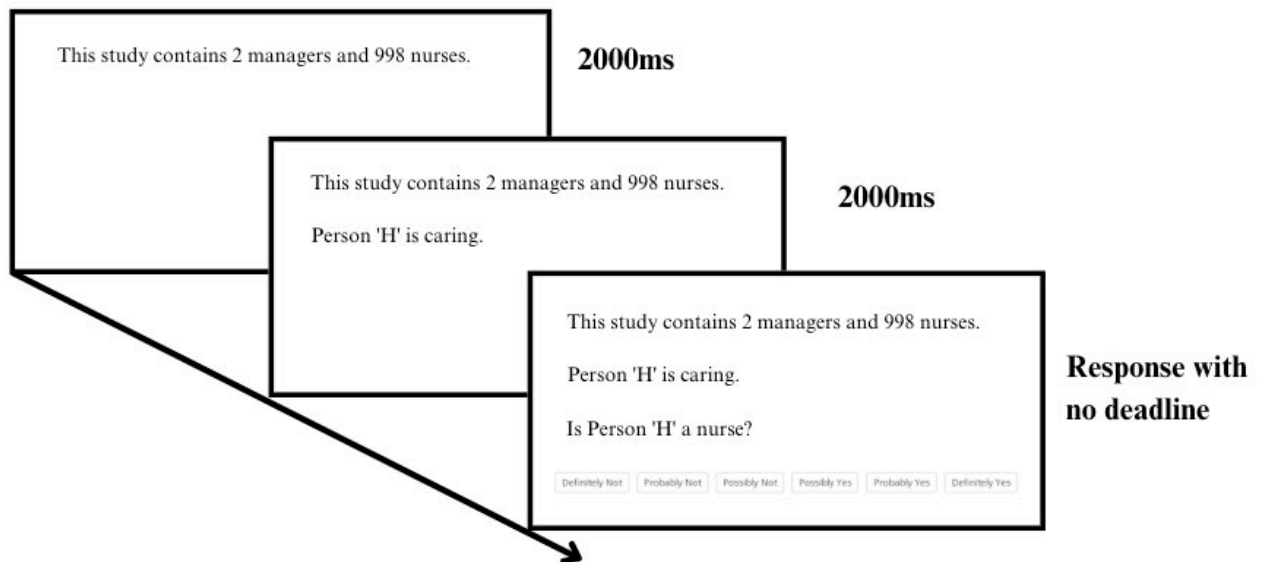 This study contains 2 managers and 998 nurses.
2000ms
This study contains 2 managers and 998 nurses.
Person 'H' is caring.
2000ms
This study contains 2 managers and 998 nurses.
Person 'H' is caring.
Is Person 'H' a nurse?
Definitely Not Probably Not Possibly Not Possibly Yes Probably Yes Definitely Yes
Response with
no deadline